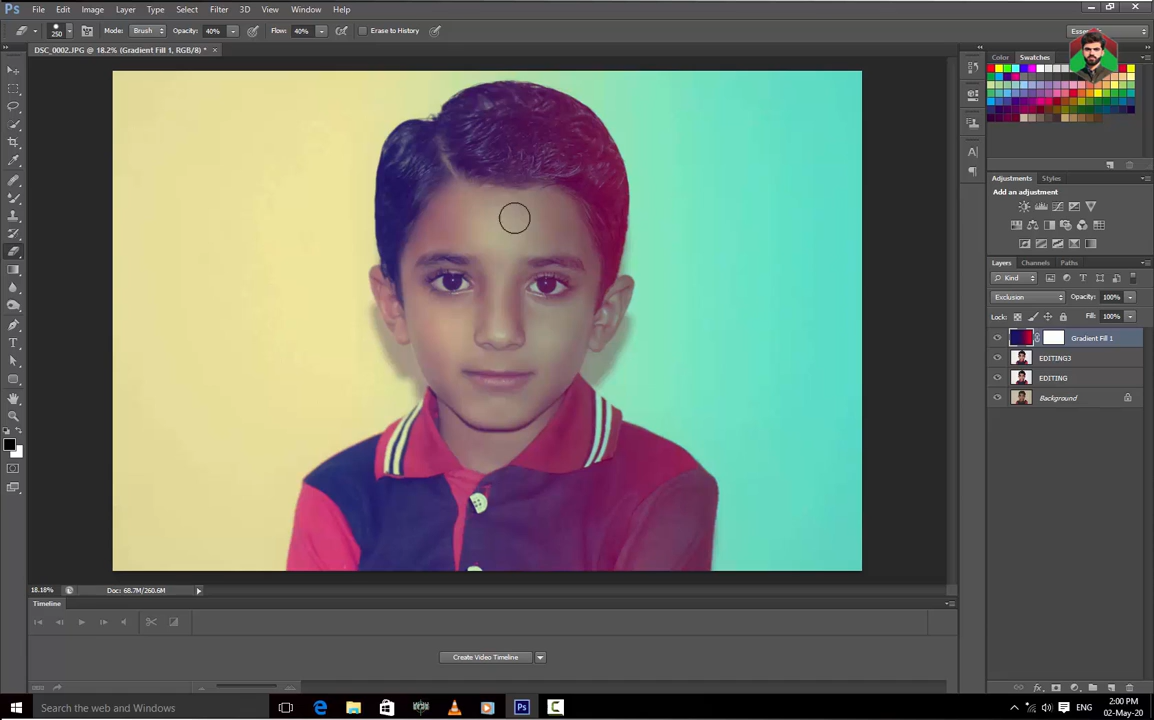 Ps File Edit Image Layer Type Select Filter 3D View Window Help
250 Mode: Brush Opacity: 40% Flow: 40% Erase to History
DSC_0002.JPG @ 18.2% (Gradient Fill 1, RGB/8) *
Color Swatches
Adjustments Styles
Add an adjustment
Layers Channels Paths
Kind
Exclusion Opacity: 100%
Lock: Fill: 100%
Gradient Fill 1
EDITING3
EDITING
Background
18.18% Doc: 68.7M/260.6M
Timeline
Create Video Timeline
Search the web and Windows
Ps
ENG
2:00 PM
02-May-20